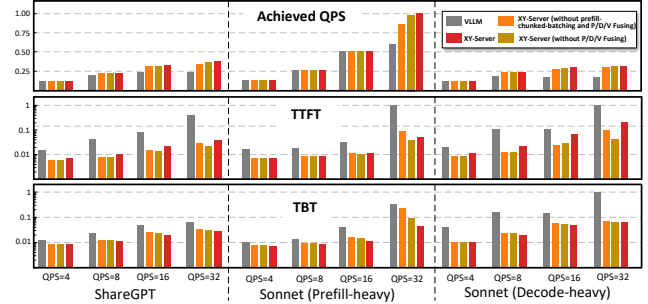 Achieved QPS
VLLM
XY-Server (without prefill-chunked-batching and P/D/V Fusing)
XY-Server
XY-Server (without P/D/V Fusing)
1.00
0.75
0.50
0.25
TTFT
1
0.1
0.01
TBT
1
0.1
0.01
QPS=4 QPS=8 QPS=16 QPS=32 QPS=4 QPS=8 QPS=16 QPS=32 QPS=4 QPS=8 QPS=16 QPS=32
ShareGPT Sonnet (Prefill-heavy) Sonnet (Decode-heavy)